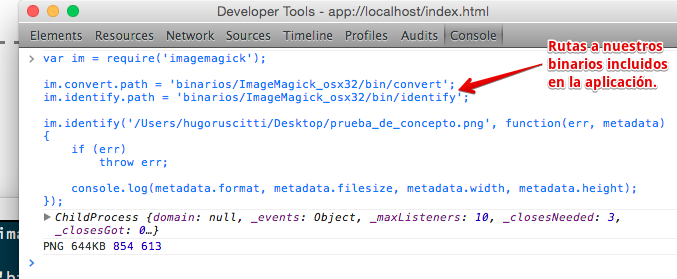 Developer Tools - app://localhost/index.html
Elements Resources Network Sources Timeline Profiles Audits Console
var im = require('imagemagick');
im.convert.path = 'binarios/ImageMagick_osx32/bin/convert';
im.identify.path = 'binarios/ImageMagick_osx32/bin/identify';
Rutas a nuestros
binarios incluidos
en la aplicación.
im.identify('/Users/hugoruscitti/Desktop/prueba_de_concepto.png', function(err, metadata)
{
if (err)
throw err;
console.log(metadata.format, metadata.filesize, metadata.width, metadata.height);
});
ChildProcess {domain: null, _events: Object, _maxListeners: 10, _closesNeeded: 3,
_closesGot: 0…}
PNG 644KB 854 613